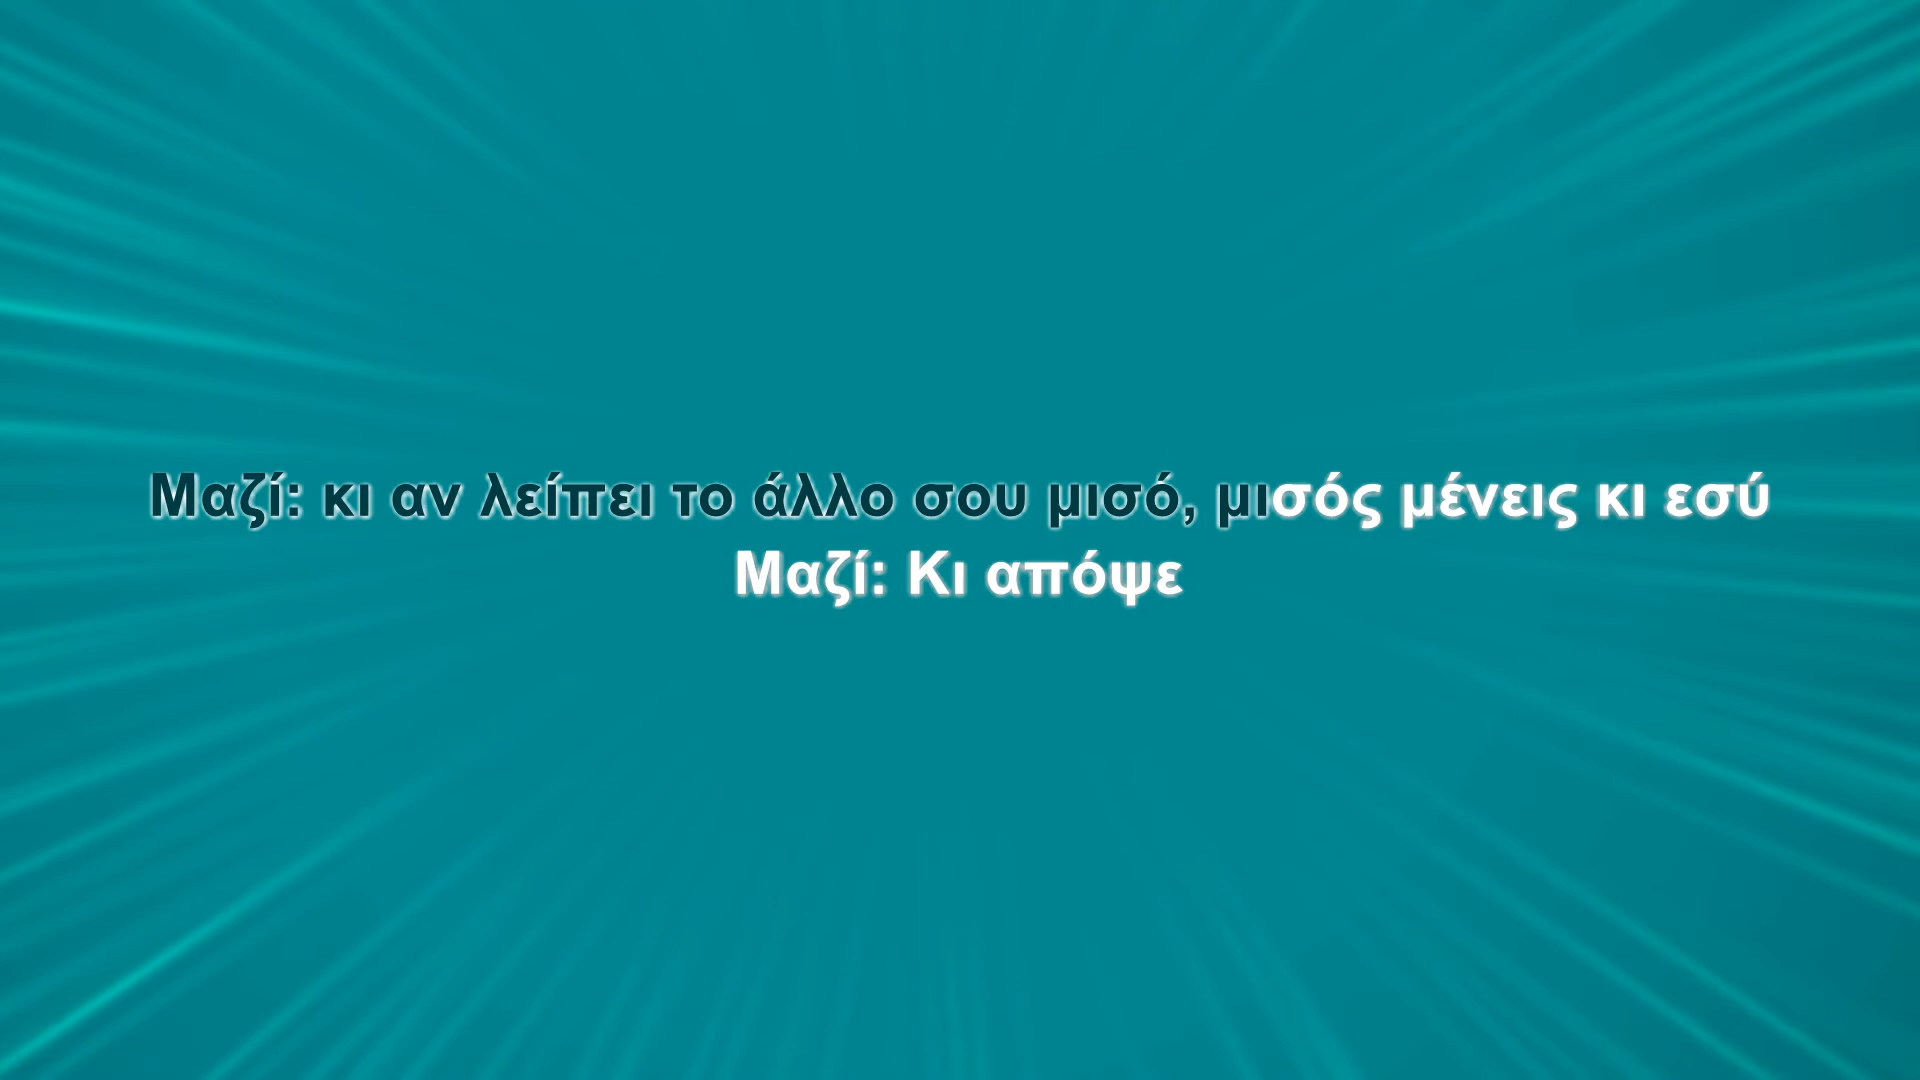 Μαζί: κι αν λείπει το άλλο σου μισό, μισός μένεις κι εσύ
Μαζί: Κι απόψε